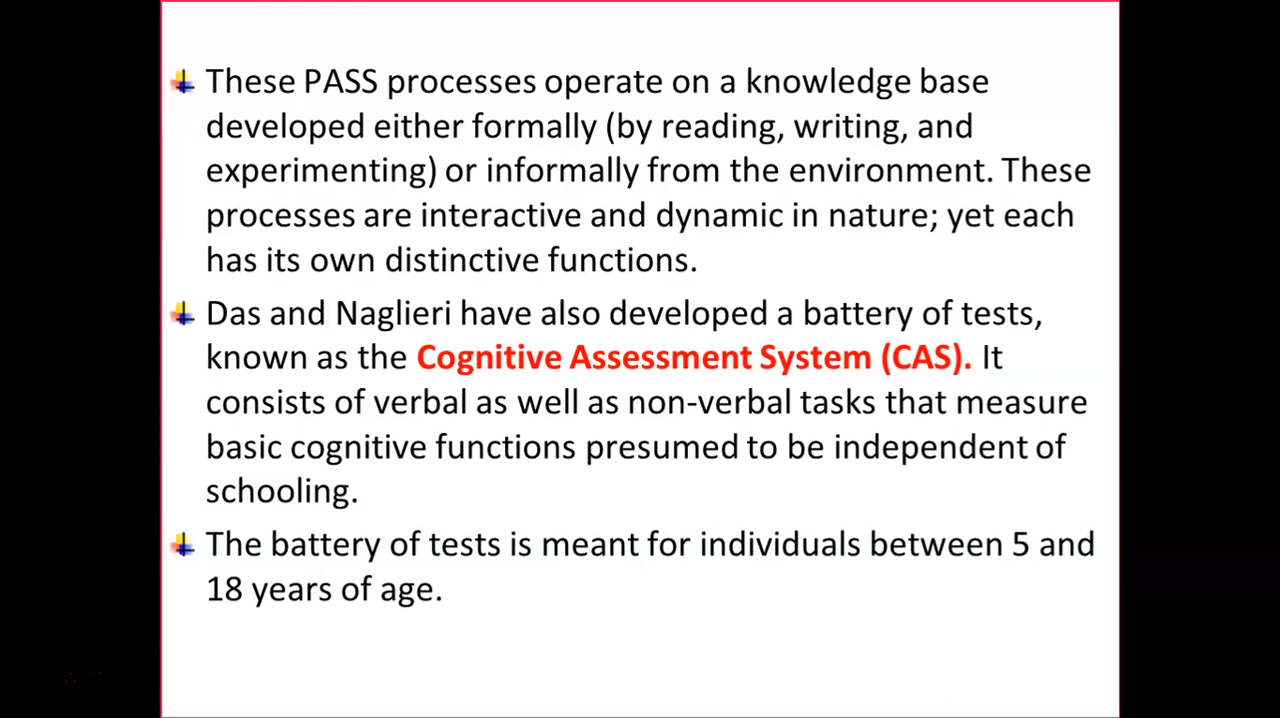 These PASS processes operate on a knowledge base
developed either formally (by reading, writing, and
experimenting) or informally from the environment. These
processes are interactive and dynamic in nature; yet each
has its own distinctive functions.
Das and Naglieri have also developed a battery of tests,
known as the Cognitive Assessment System (CAS). It
consists of verbal as well as non-verbal tasks that measure
basic cognitive functions presumed to be independent of
schooling.
The battery of tests is meant for individuals between 5 and
18 years of age.